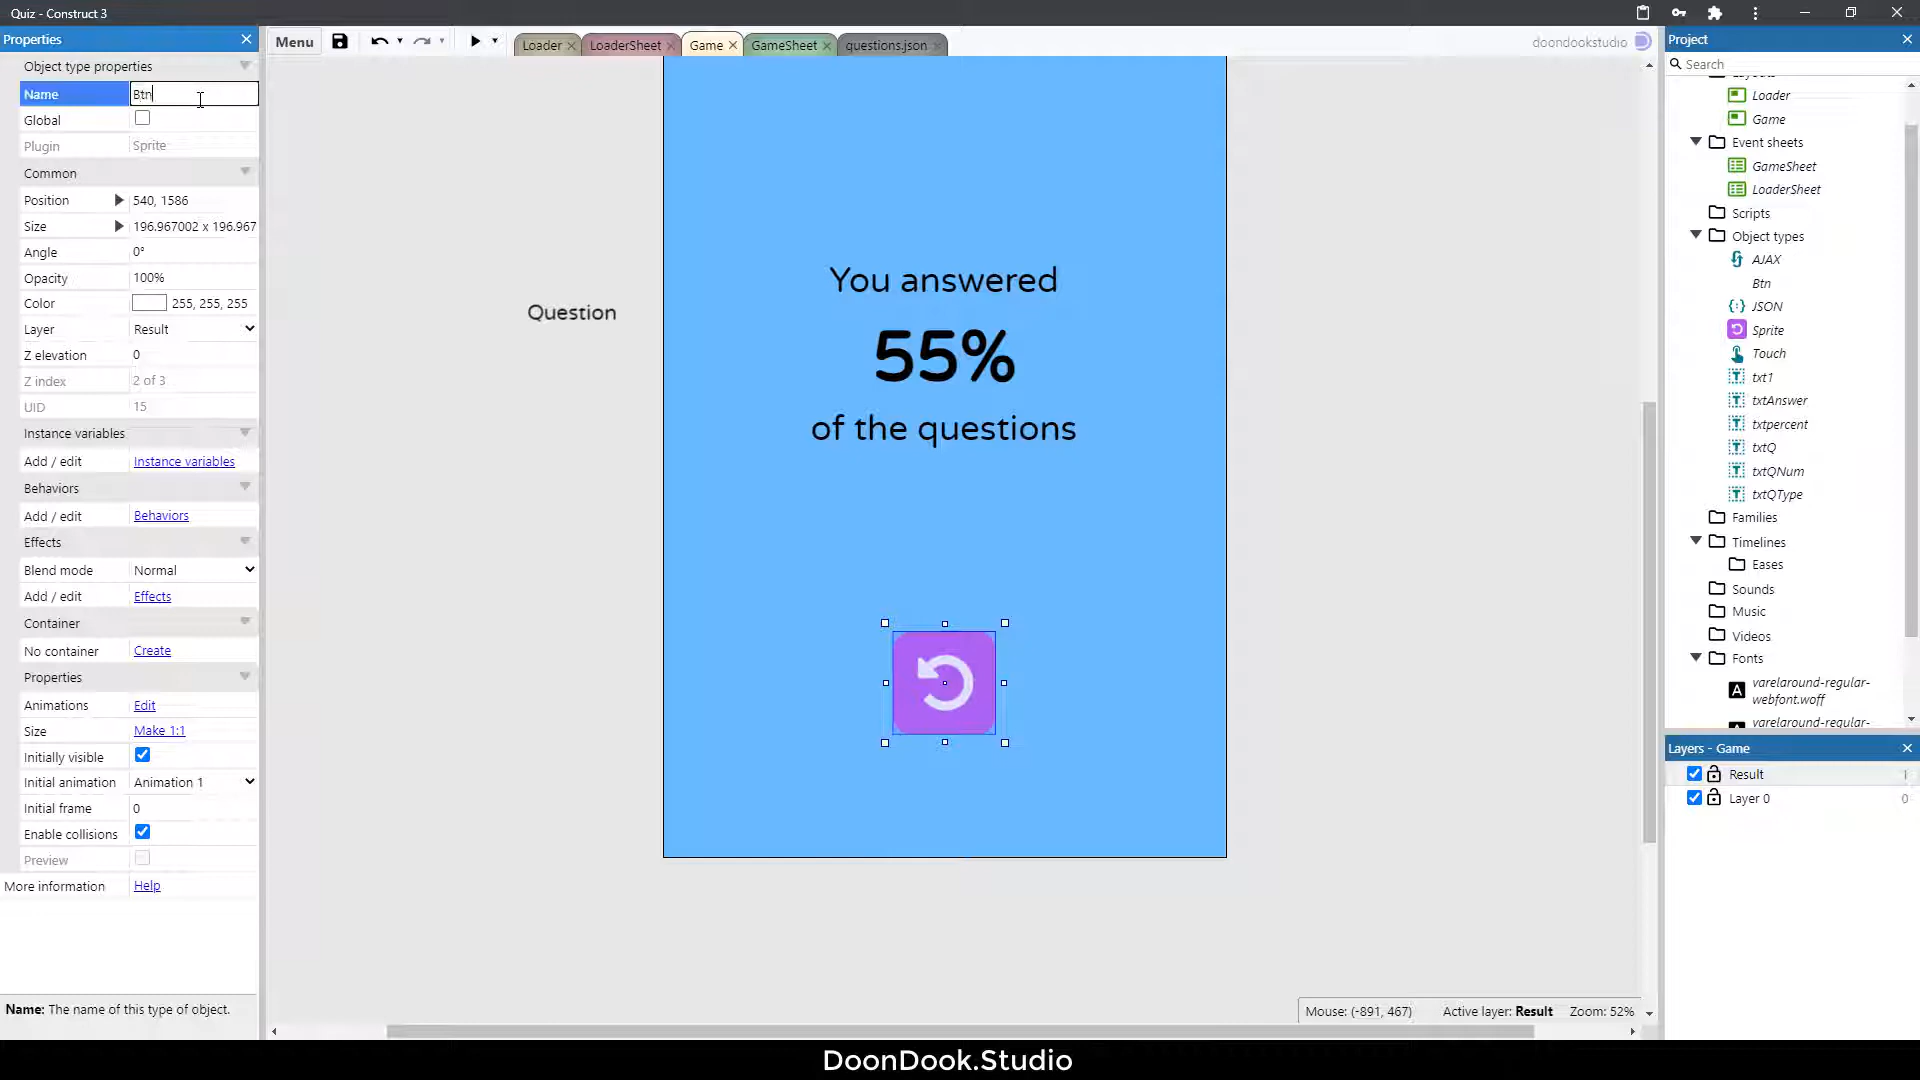 Quiz - Construct 3
Properties
Menu
Loader
LoaderSheet
Game
GameSheet
questions.json
doondookstudio
Project
Object type properties
Name Btn
Global
Plugin Sprite
Common
Position 540, 1586
Size 196.967002 x 196.967
Angle 0°
Opacity 100%
Color 255, 255, 255
Layer Result
Z elevation 0
Z index 2 of 3
UID 15
Instance variables
Add / edit Instance variables
Behaviors
Add / edit Behaviors
Effects
Blend mode Normal
Add / edit Effects
Container
No container Create
Properties
Animations Edit
Size Make 1:1
Initially visible
Initial animation Animation 1
Initial frame 0
Enable collisions
Preview
More information Help
Name: The name of this type of object.
Question
You answered
55%
of the questions
Mouse: (-891, 467) Active layer: Result Zoom: 52%
Search
Layouts
Loader
Game
Event sheets
GameSheet
LoaderSheet
Scripts
Object types
AJAX
Btn
JSON
Sprite
Touch
txt1
txtAnswer
txtpercent
txtQ
txtQNum
txtQType
Families
Timelines
Eases
Sounds
Music
Videos
Fonts
varelaround-regular-
webfont.woff
varelaround-regular-
Layers - Game
Result 1
Layer 0 0
DoonDook.Studio